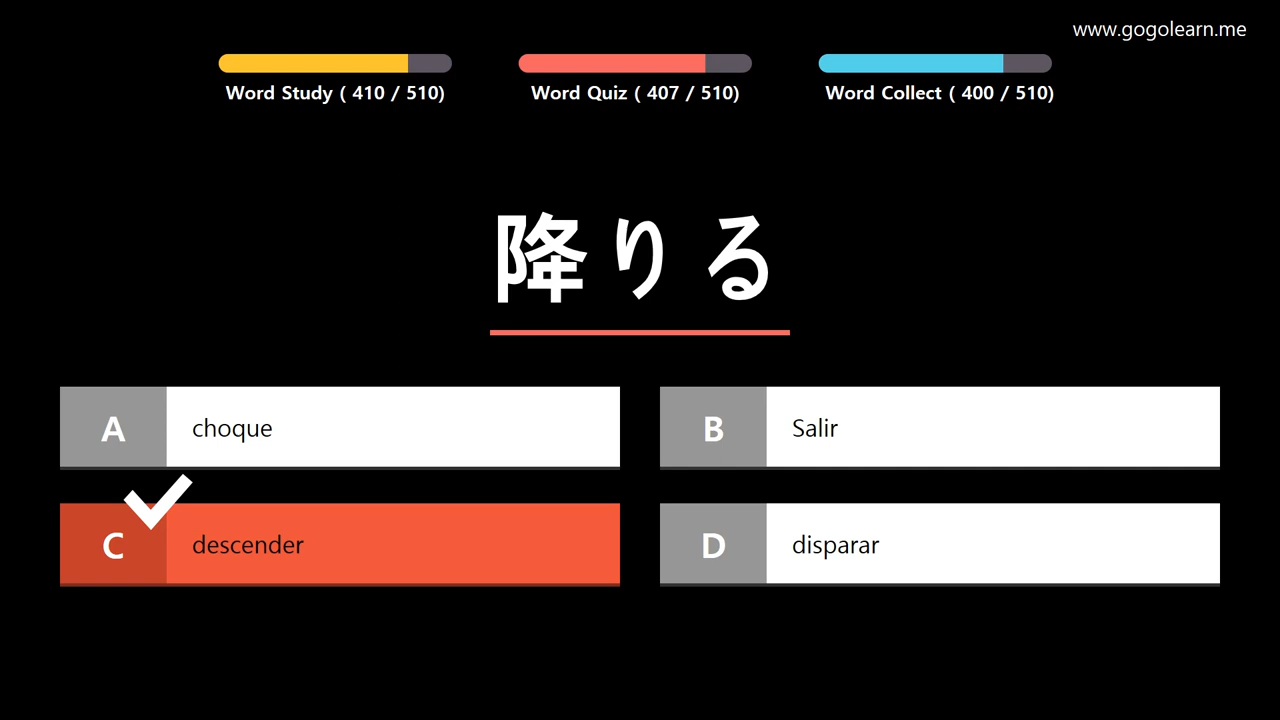 www.gogolearn.me
Word Study ( 410 / 510)
Word Quiz ( 407 / 510)
Word Collect ( 400 / 510)
降りる
A choque
B Salir
C descender
D disparar